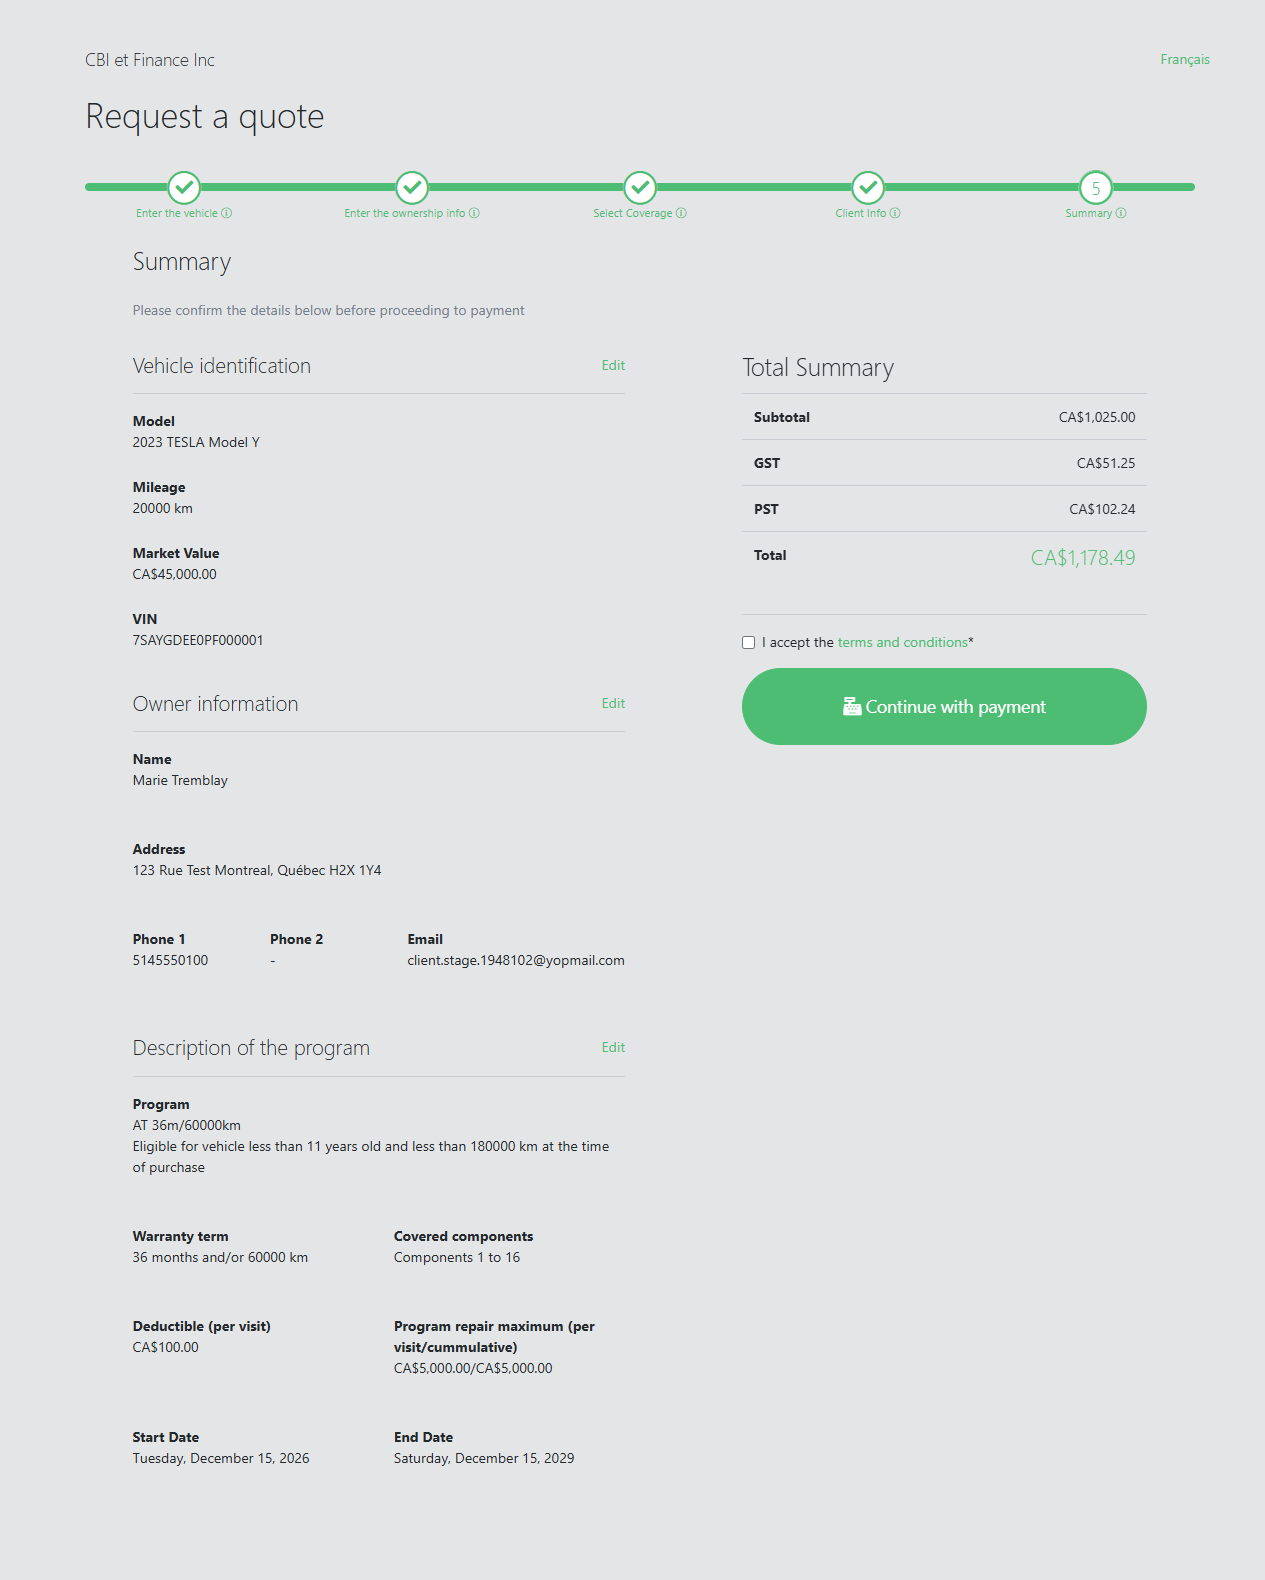 CBI et Finance Inc
Français
Request a quote
5
Enter the vehicle ⓘ
Enter the ownership info ⓘ
Select Coverage ⓘ
Client Info ⓘ
Summary ⓘ
Summary
Please confirm the details below before proceeding to payment
Vehicle identification
Edit
Model
2023 TESLA Model Y
Mileage
20000 km
Market Value
CA$45,000.00
VIN
7SAYGDEE0PF000001
Owner information
Edit
Name
Marie Tremblay
Address
123 Rue Test Montreal, Québec H2X 1Y4
Phone 1
5145550100
Phone 2
-
Email
client.stage.1948102@yopmail.com
Description of the program
Edit
Program
AT 36m/60000km
Eligible for vehicle less than 11 years old and less than 180000 km at the time
of purchase
Warranty term
36 months and/or 60000 km
Covered components
Components 1 to 16
Deductible (per visit)
CA$100.00
Program repair maximum (per
visit/cummulative)
CA$5,000.00/CA$5,000.00
Start Date
Tuesday, December 15, 2026
End Date
Saturday, December 15, 2029
Total Summary
Subtotal CA$1,025.00
GST CA$51.25
PST CA$102.24
Total CA$1,178.49
I accept the terms and conditions*
Continue with payment